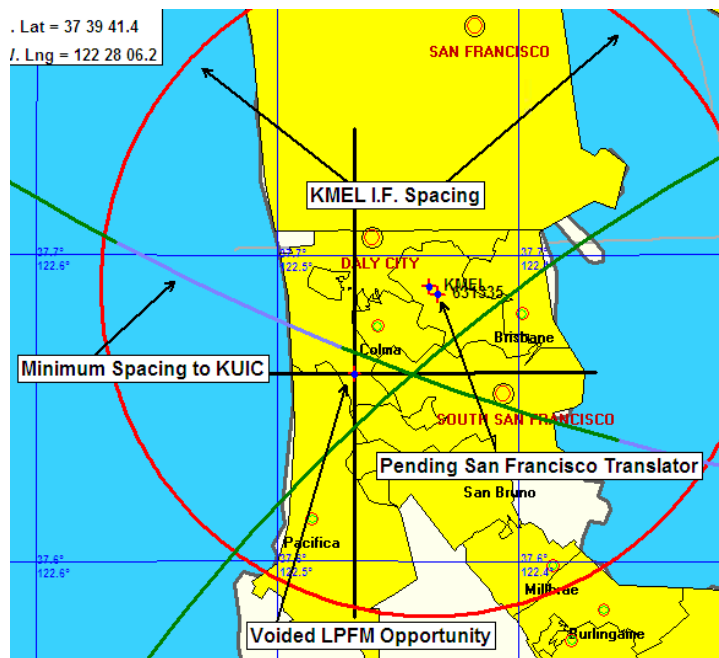 . Lat = 37 39 41.4
V. Lng = 122 28 06.2
SAN FRANCISCO
KMEL I.F. Spacing
37.7°
122.6°
37.7°
122.5°
37.7°
DALY CITY
KMEL
631335
Brisbane
Colma
Minimum Spacing to KUIC
SOUTH SAN FRANCISCO
Pending San Francisco Translator
San Bruno
Pacifica
37.6°
122.6°
37.6°
122.5°
37.6°
122.4°
Millbrae
Burlingame
Voided LPFM Opportunity